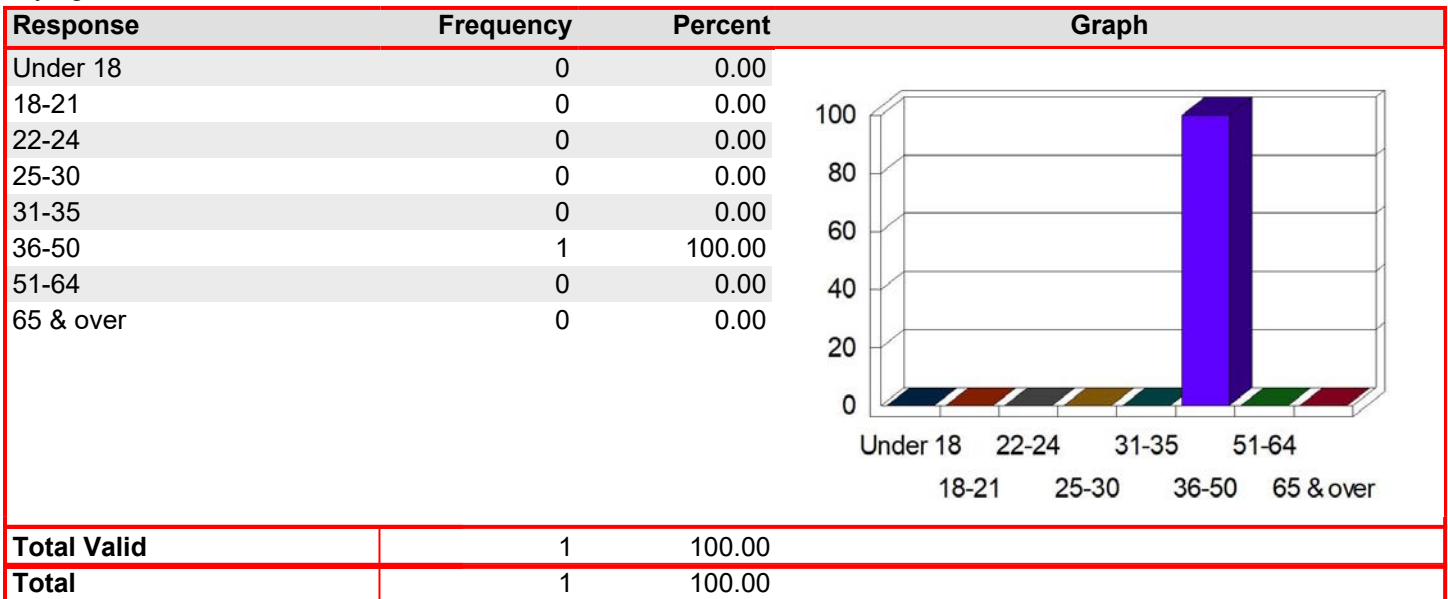 Response Frequency Percent Graph
Under 18 0 0.00
18-21 0 0.00
22-24 0 0.00
25-30 0 0.00
31-35 0 0.00
36-50 1 100.00
51-64 0 0.00
65 & over 0 0.00
100
80
60
40
20
0
Under 18 22-24 31-35 51-64
18-21 25-30 36-50 65 & over
Total Valid 1 100.00
Total 1 100.00